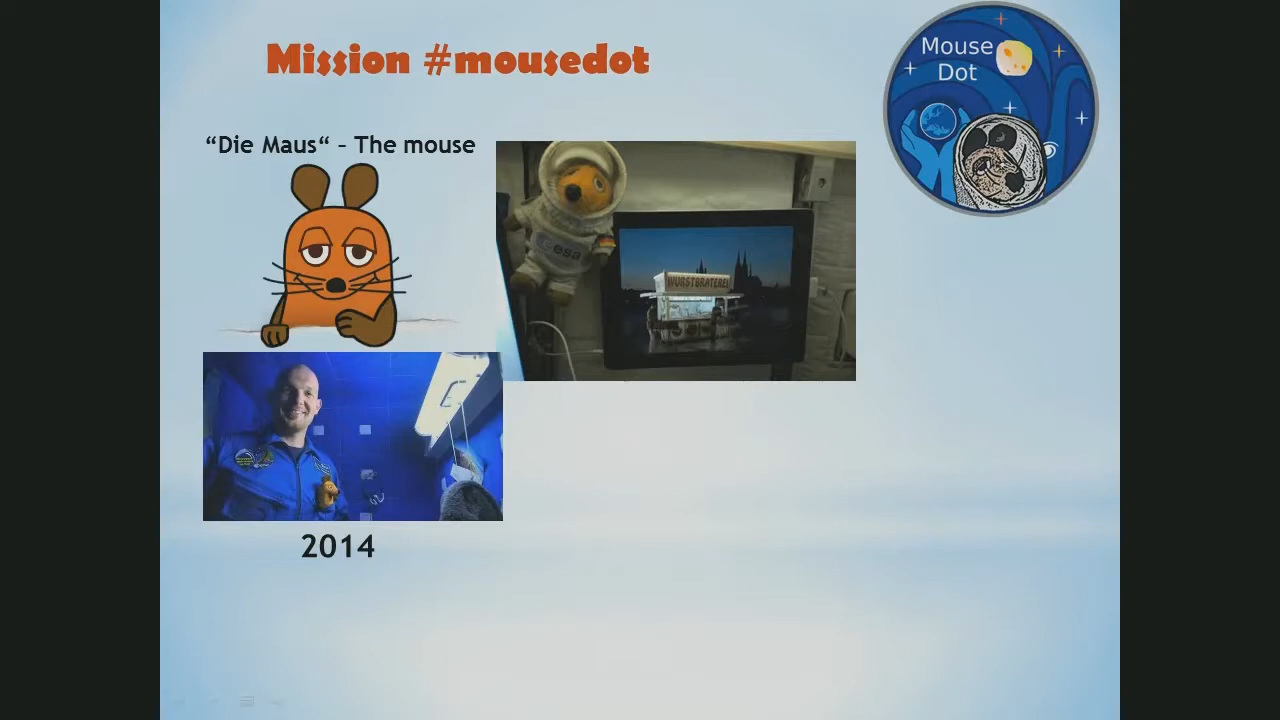 Mission #mousedot
Mouse
Dot
“Die Maus“ – The mouse
esa
WURSTBRATEREI
2014